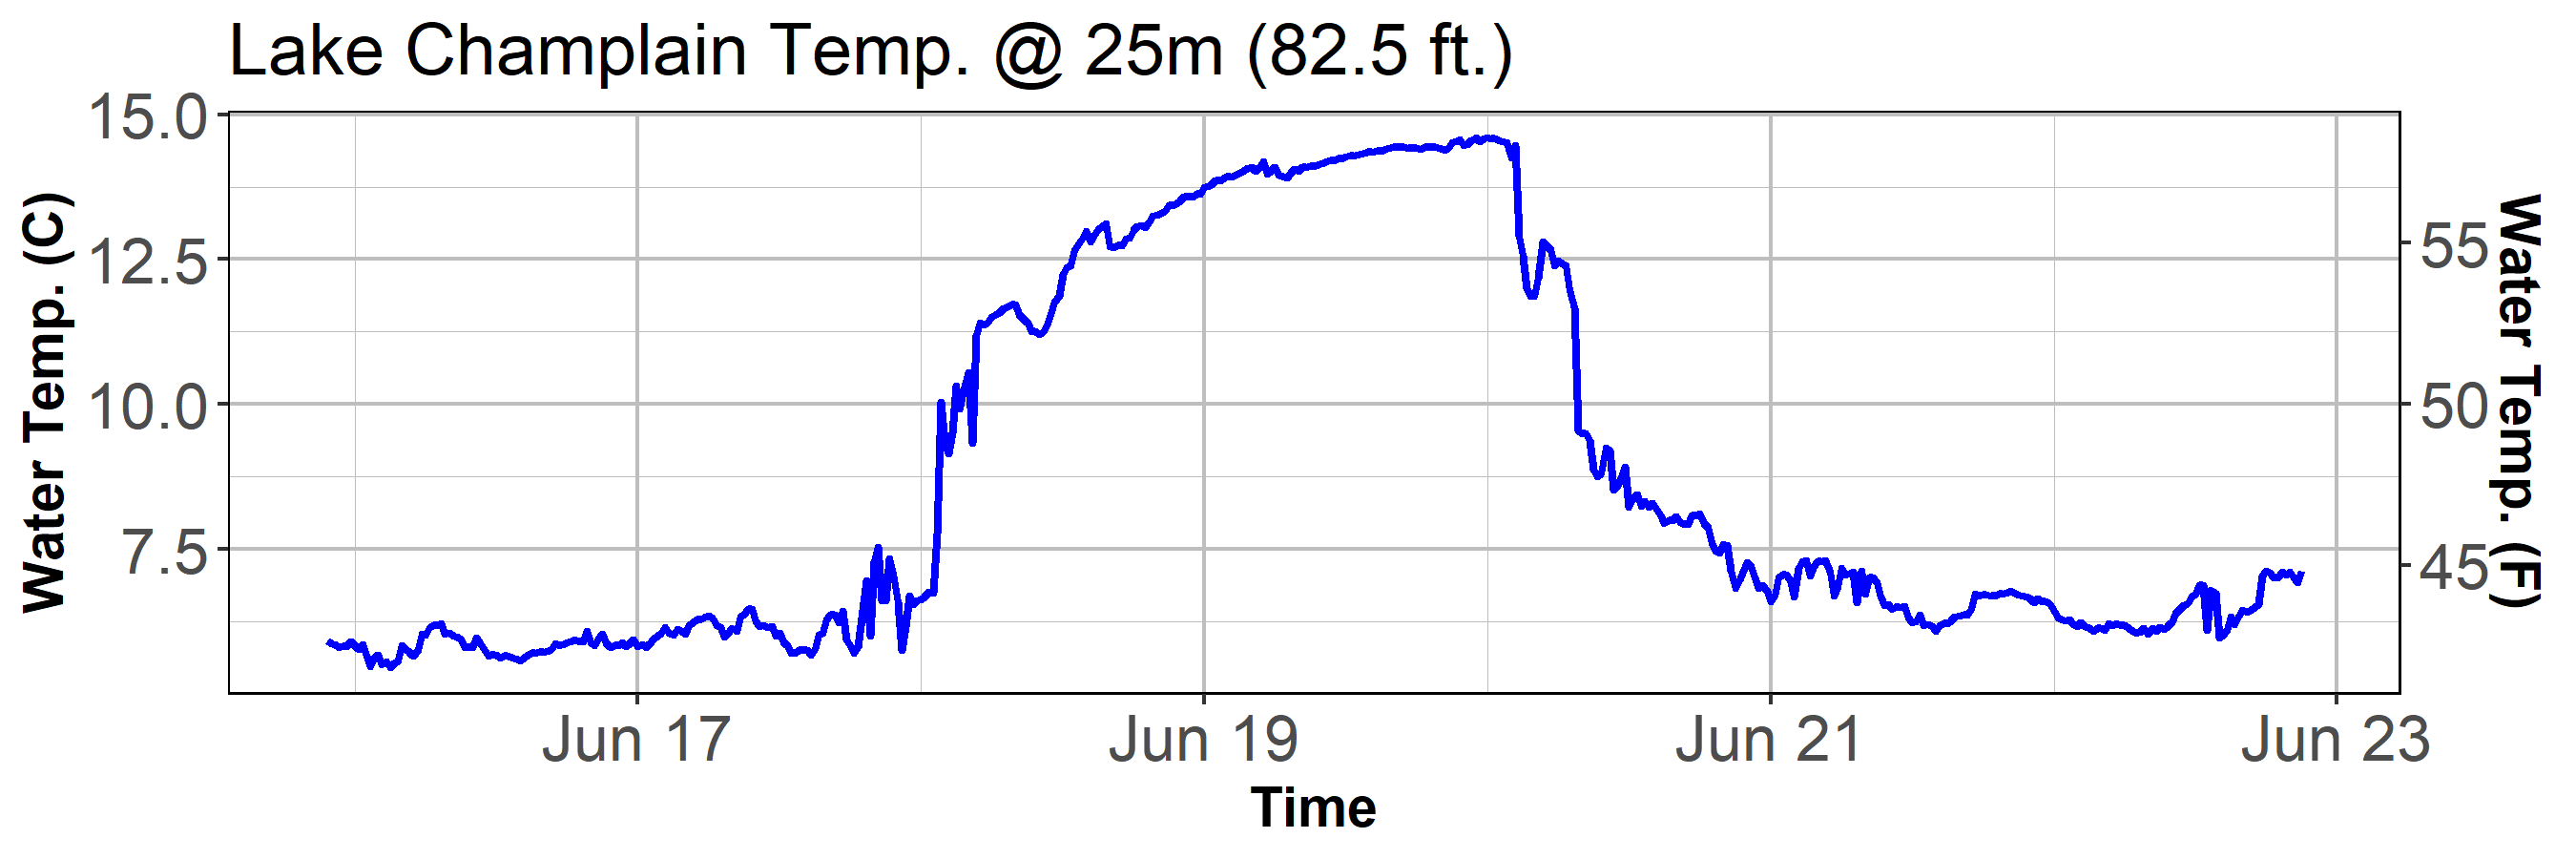 Lake Champlain Temp. @ 25m (82.5 ft.)
Water Temp. (C)
15.0
12.5
10.0
7.5
Water Temp. (F)
55
50
45
Jun 17
Jun 19
Jun 21
Jun 23
Time